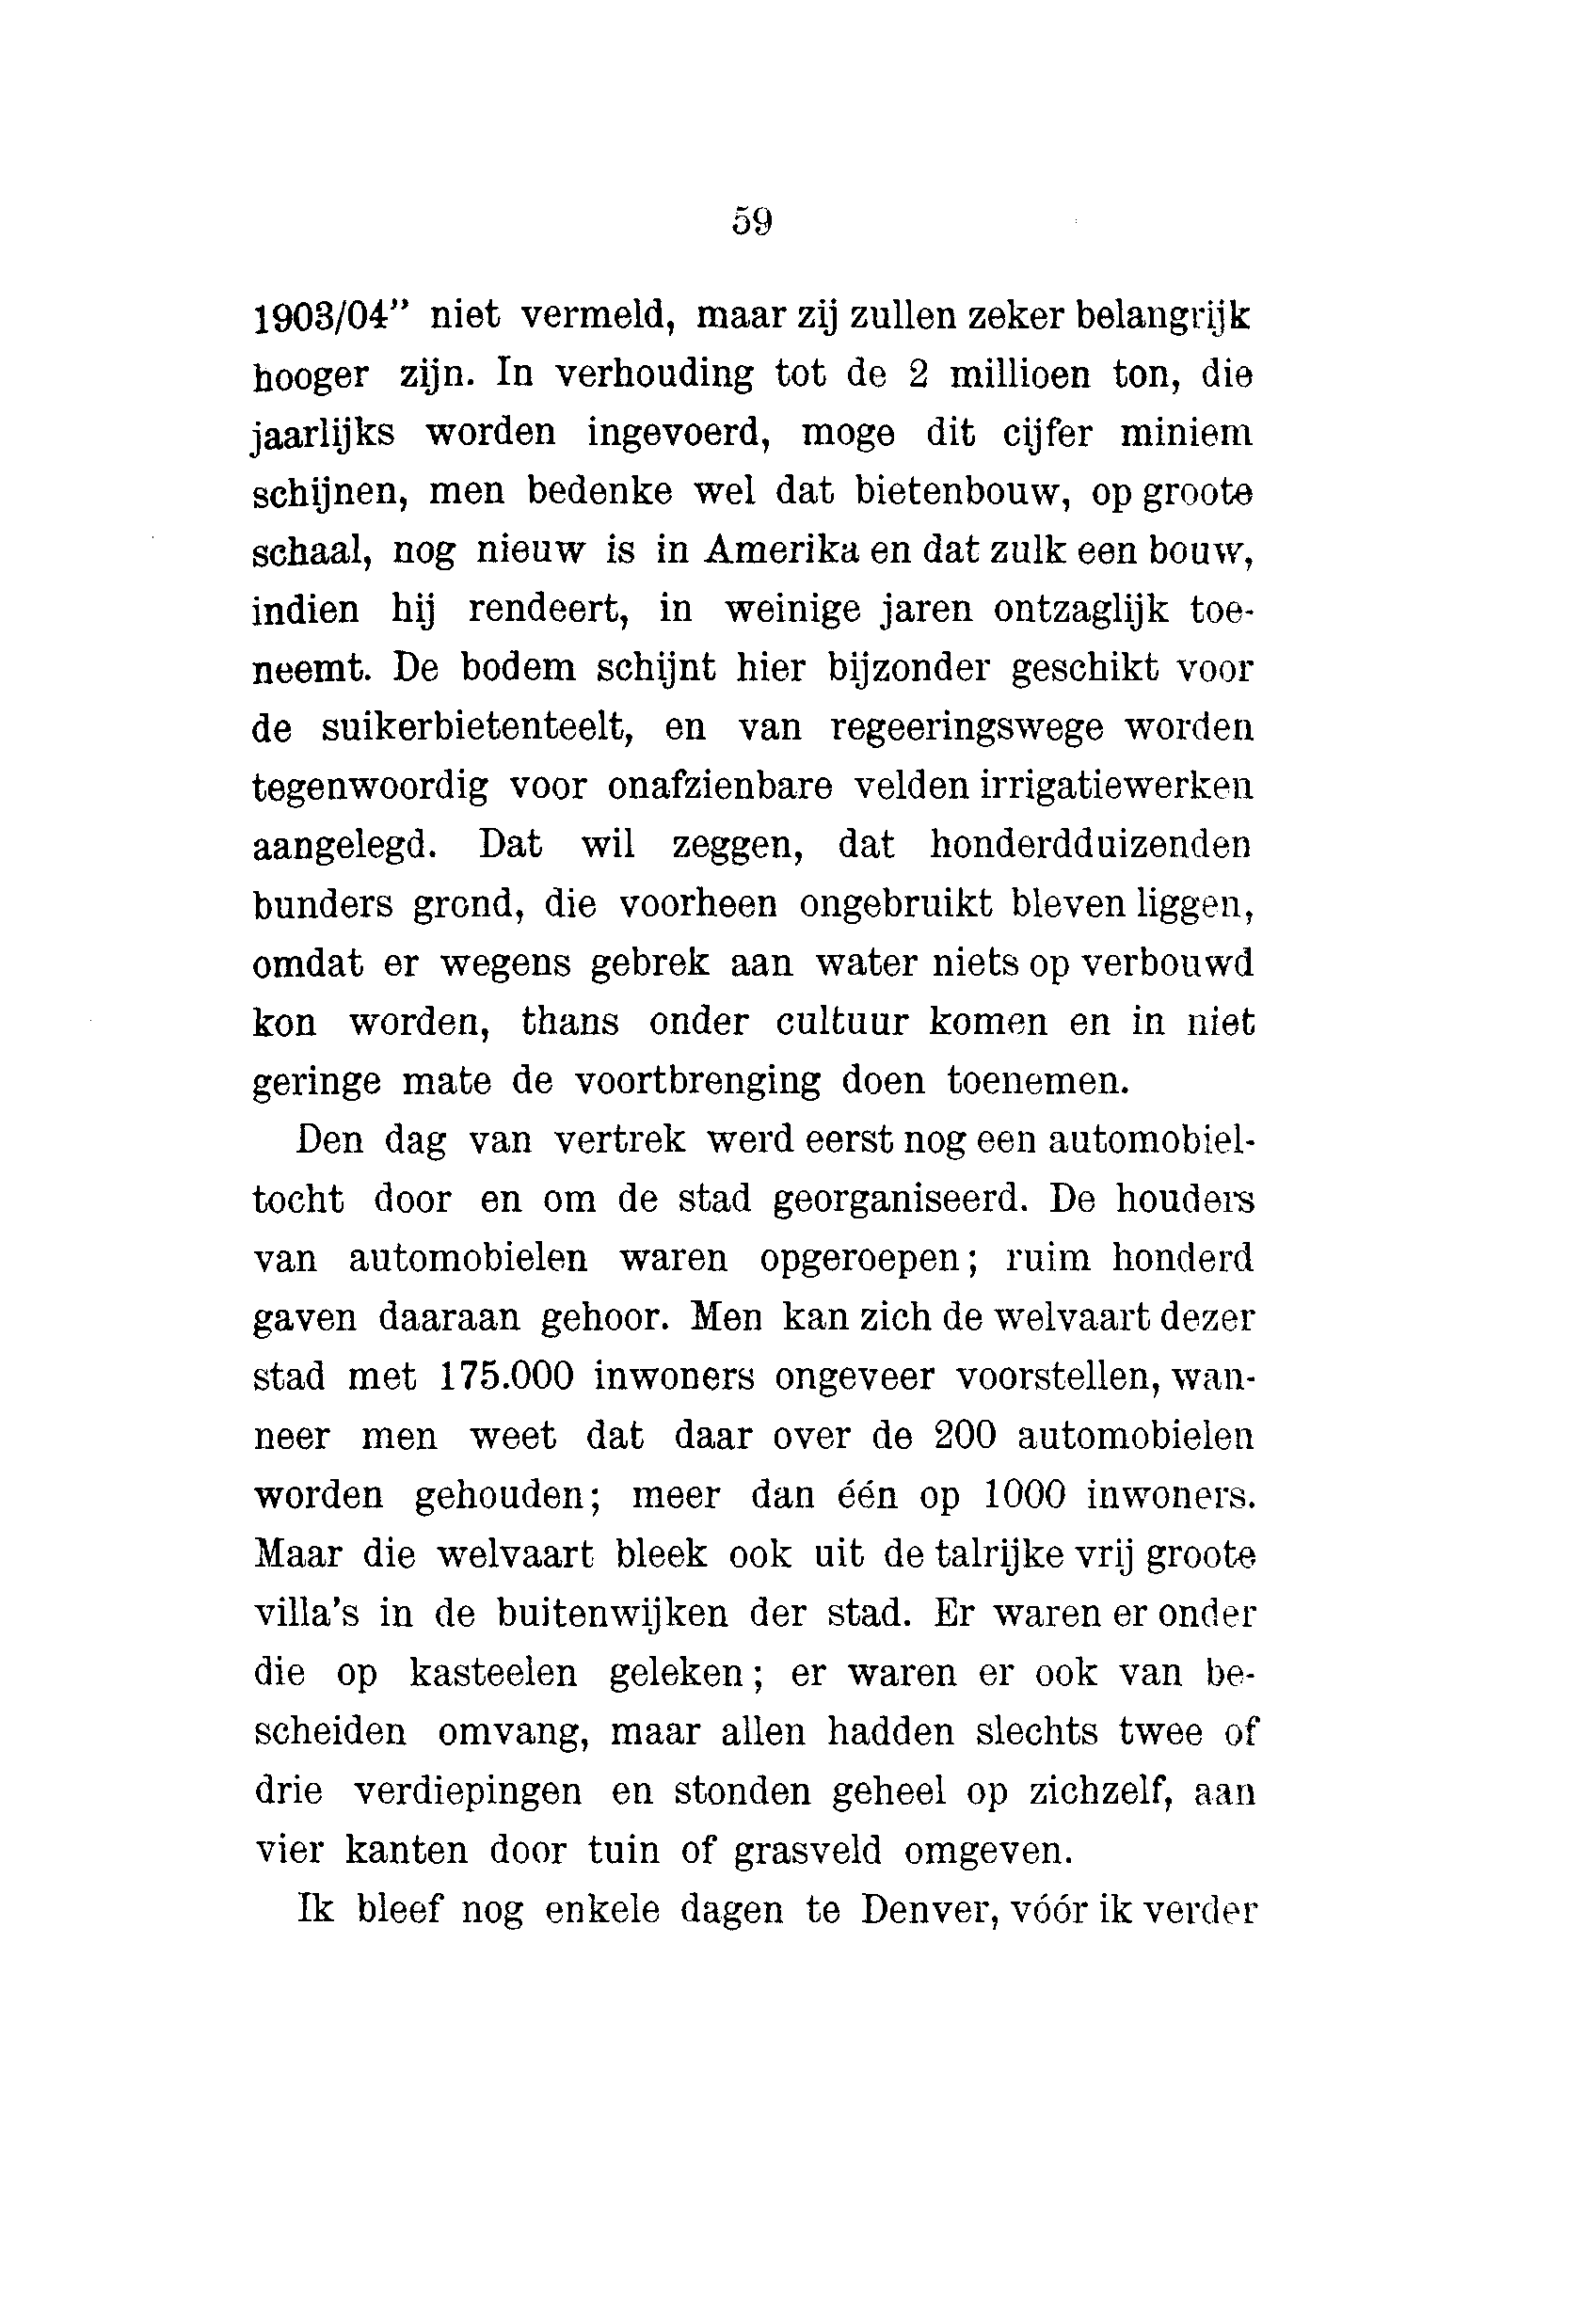 59
1903/04” niet vermeld, maar zij zullen zeker belangrijk
hooger zijn. In verhouding tot de 2 millioen ton, die
jaarlijks worden ingevoerd, moge dit cijfer miniem
schijnen, men bedenke wel dat bietenbouw, op groote
schaal, nog nieuw is in Amerika en dat zulk een bouw,
indien hij rendeert, in weinige jaren ontzaglijk toe-
neemt. De bodem schijnt hier bijzonder geschikt voor
de suikerbietenteelt, en van regeeringswege worden
tegenwoordig voor onafzienbare velden irrigatiewerken
aangelegd. Dat wil zeggen, dat honderdduizenden
bunders grond, die voorheen ongebruikt bleven liggen,
omdat er wegens gebrek aan water niets op verbouwd
kon worden, thans onder cultuur komen en in niet
geringe mate de voortbrenging doen toenemen.
Den dag van vertrek werd eerst nog een automobiel-
tocht door en om de stad georganiseerd. De houders
van automobielen waren opgeroepen; ruim honderd
gaven daaraan gehoor. Men kan zich de welvaart dezer
stad met 175.000 inwoners ongeveer voorstellen, wan-
neer men weet dat daar over de 200 automobielen
worden gehouden; meer dan één op 1000 inwoners.
Maar die welvaart bleek ook uit de talrijke vrij groote
villa's in de buitenwijken der stad. Er waren er onder
die op kasteelen geleken; er waren er ook van be-
scheiden omvang, maar allen hadden slechts twee of
drie verdiepingen en stonden geheel op zichzelf, aan
vier kanten door tuin of grasveld omgeven.
Ik bleef nog enkele dagen te Denver, vóór ik verder